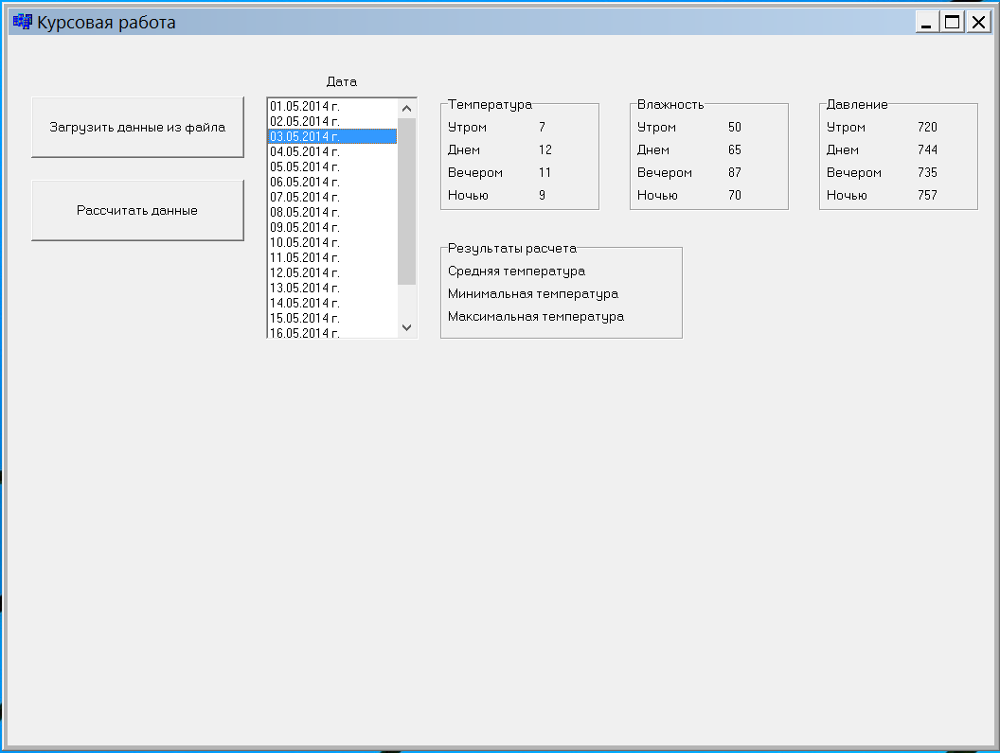 Курсовая работа
Дата
Загрузить данные из файла
Рассчитать данные
01.05.2014 г.
02.05.2014 г.
03.05.2014 г.
04.05.2014 г.
05.05.2014 г.
06.05.2014 г.
07.05.2014 г.
08.05.2014 г.
09.05.2014 г.
10.05.2014 г.
11.05.2014 г.
12.05.2014 г.
13.05.2014 г.
14.05.2014 г.
15.05.2014 г.
16.05.2014 г.
Температура
Утром 7
Днем 12
Вечером 11
Ночью 9
Влажность
Утром 50
Днем 65
Вечером 87
Ночью 70
Давление
Утром 720
Днем 744
Вечером 735
Ночью 757
Результаты расчета
Средняя температура
Минимальная температура
Максимальная температура